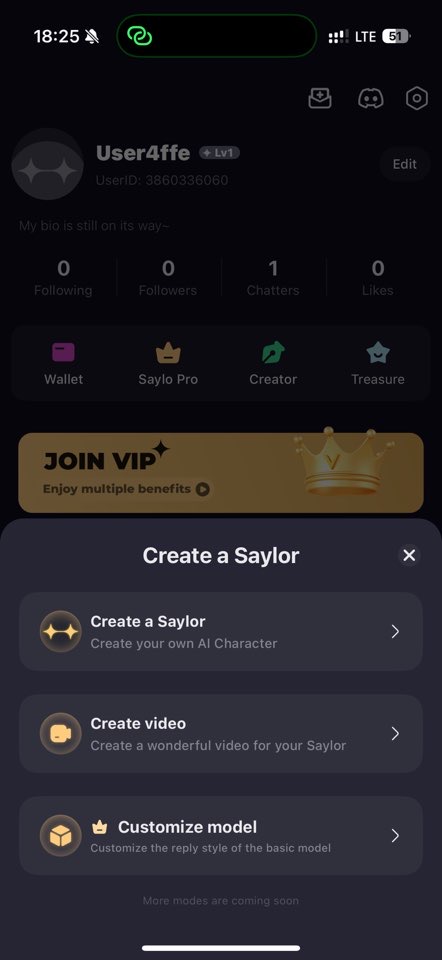 18:25
LTE 51
User4ffe Lv1
UserID: 3860336060
Edit
My bio is still on its way~
0 0 1 0
Following Followers Chatters Likes
Wallet Saylo Pro Creator Treasure
JOIN VIP
Enjoy multiple benefits
V
Create a Saylor
Create a Saylor
Create your own AI Character
Create video
Create a wonderful video for your Saylor
Customize model
Customize the reply style of the basic model
More modes are coming soon